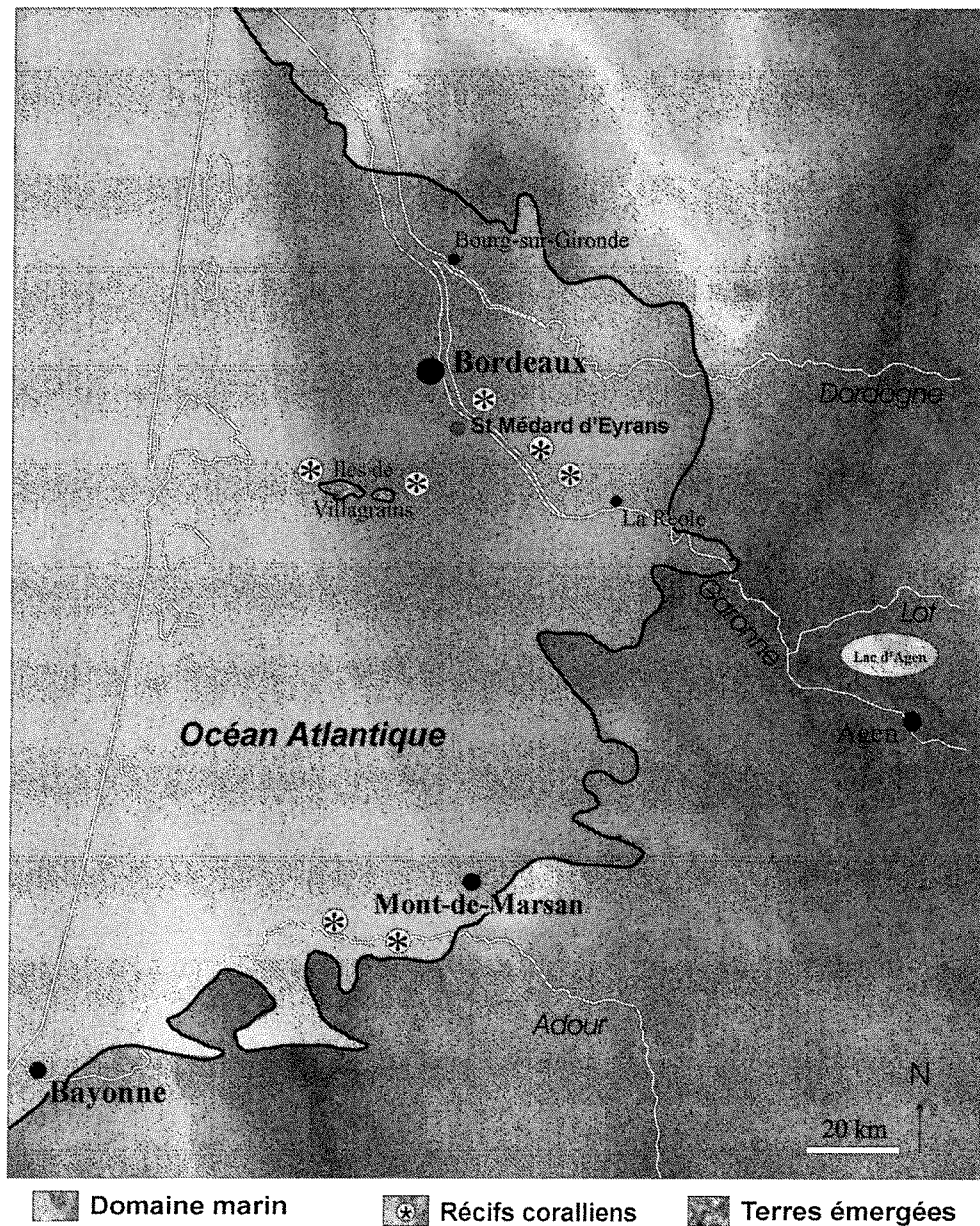 Bourg-sur-Gironde
Bordeaux
Dordogne
St Médard d'Eyrans
Iles de
Villagrains
La Réole
Garonne
Lot
Lac d'Agen
Agen
Océan Atlantique
Mont-de-Marsan
Adour
Bayonne
N
20 km
Domaine marin
Récifs coralliens
Terres émergées